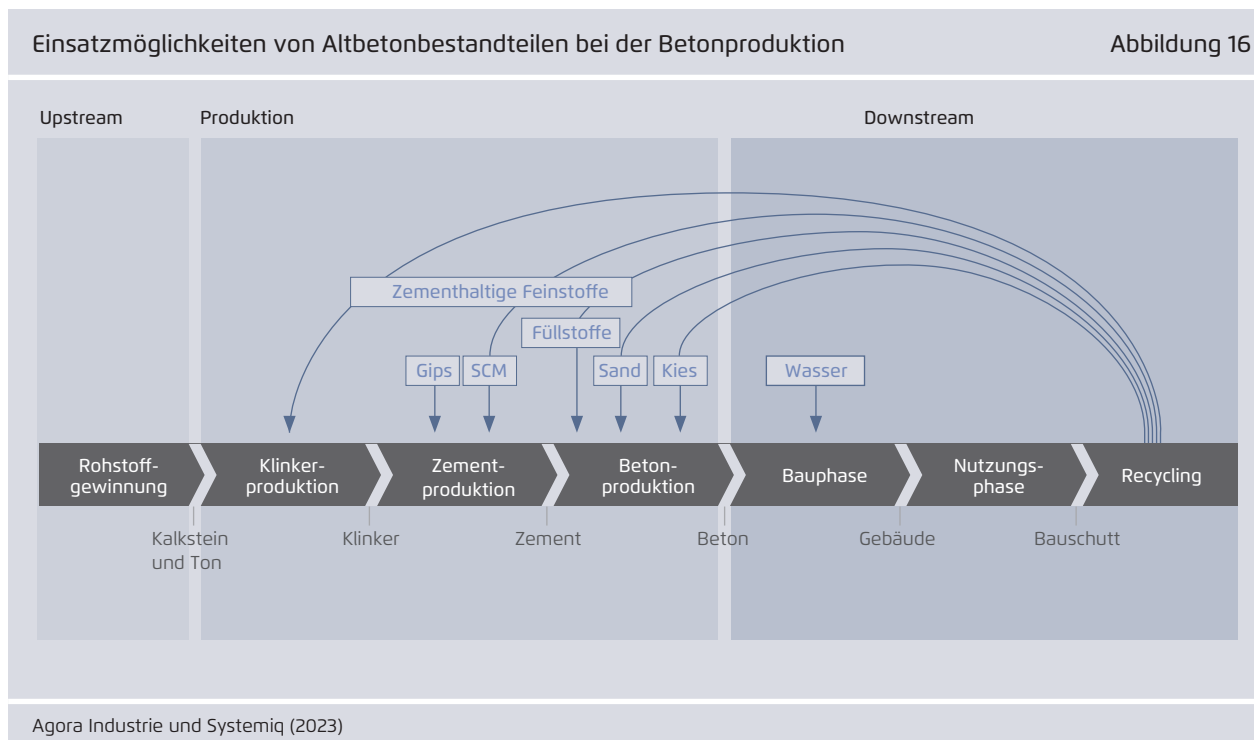 Einsatzmöglichkeiten von Altbetonbestandteilen bei der Betonproduktion
Abbildung 16
Upstream
Produktion
Downstream
Zementhaltige Feinstoffe
Füllstoffe
Gips
SCM
Sand
Kies
Wasser
Rohstoff-
gewinnung
Klinker-
produktion
Zement-
produktion
Beton-
produktion
Bauphase
Nutzungs-
phase
Recycling
Kalkstein
und Ton
Klinker
Zement
Beton
Gebäude
Bauschutt
Agora Industrie und Systemiq (2023)